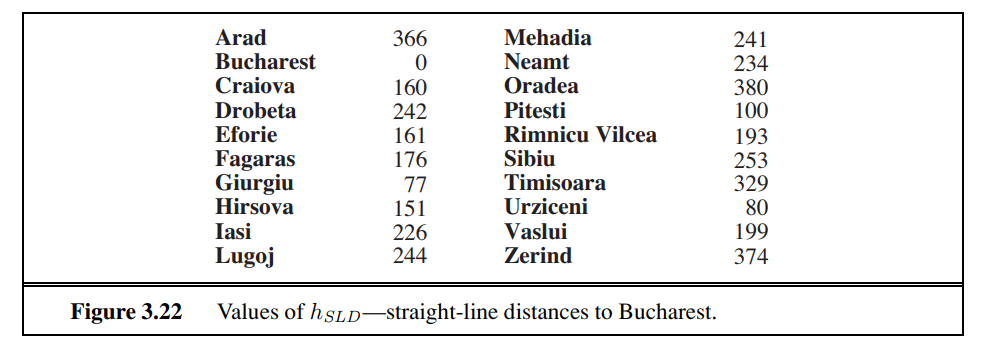 Arad 366 Mehadia 241
Bucharest 0 Neamt 234
Craiova 160 Oradea 380
Drobeta 242 Pitesti 100
Eforie 161 Rimnicu Vilcea 193
Fagaras 176 Sibiu 253
Giurgiu 77 Timisoara 329
Hirsova 151 Urziceni 80
Iasi 226 Vaslui 199
Lugoj 244 Zerind 374
Figure 3.22 Values of hSLD—straight-line distances to Bucharest.